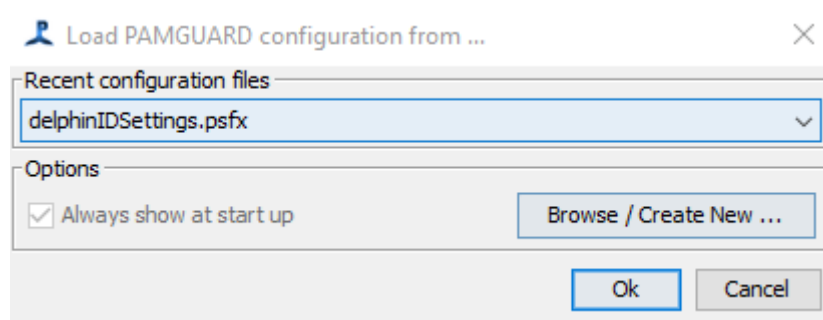 Load PAMGUARD configuration from ...
Recent configuration files
delphinIDSettings.psfx
Options
Always show at start up
Browse / Create New ...
Ok
Cancel